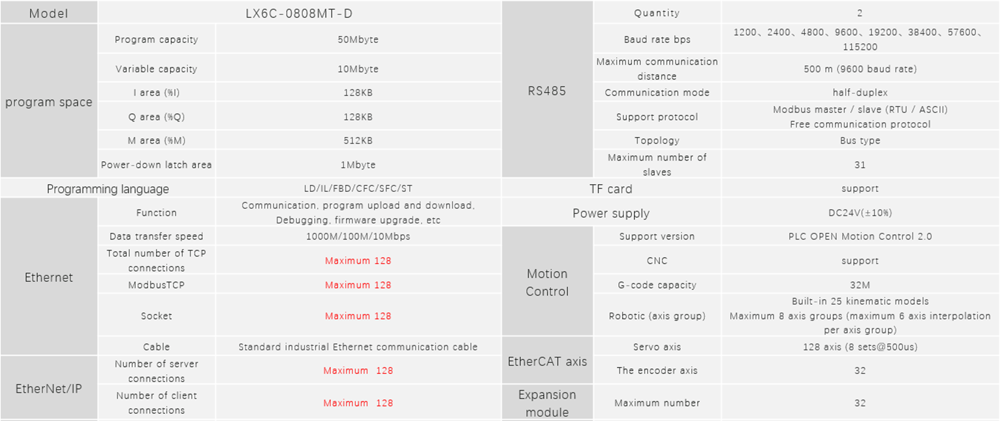 Model
LX6C-0808MT-D
program space
Program capacity
50Mbyte
Variable capacity
10Mbyte
I area (%I)
128KB
Q area (%Q)
128KB
M area (%M)
512KB
Power-down latch area
1Mbyte
Programming language
LD/IL/FBD/CFC/SFC/ST
Ethernet
Function
Communication, program upload and download,
Debugging, firmware upgrade, etc
Data transfer speed
1000M/100M/10Mbps
Total number of TCP
connections
Maximum 128
ModbusTCP
Maximum 128
Socket
Maximum 128
Cable
Standard industrial Ethernet communication cable
EtherNet/IP
Number of server
connections
Maximum 128
Number of client
connections
Maximum 128
RS485
Quantity
2
Baud rate bps
1200、2400、4800、9600、19200、38400、57600、
115200
Maximum communication
distance
500 m (9600 baud rate)
Communication mode
half-duplex
Support protocol
Modbus master / slave (RTU / ASCII)
Free communication protocol
Topology
Bus type
Maximum number of
slaves
31
TF card
support
Power supply
DC24V(±10%)
Motion
Control
Support version
PLC OPEN Motion Control 2.0
CNC
support
G-code capacity
32M
Robotic (axis group)
Built-in 25 kinematic models
Maximum 8 axis groups (maximum 6 axis interpolation
per axis group)
EtherCAT axis
Servo axis
128 axis (8 sets@500us)
The encoder axis
32
Expansion
module
Maximum number
32